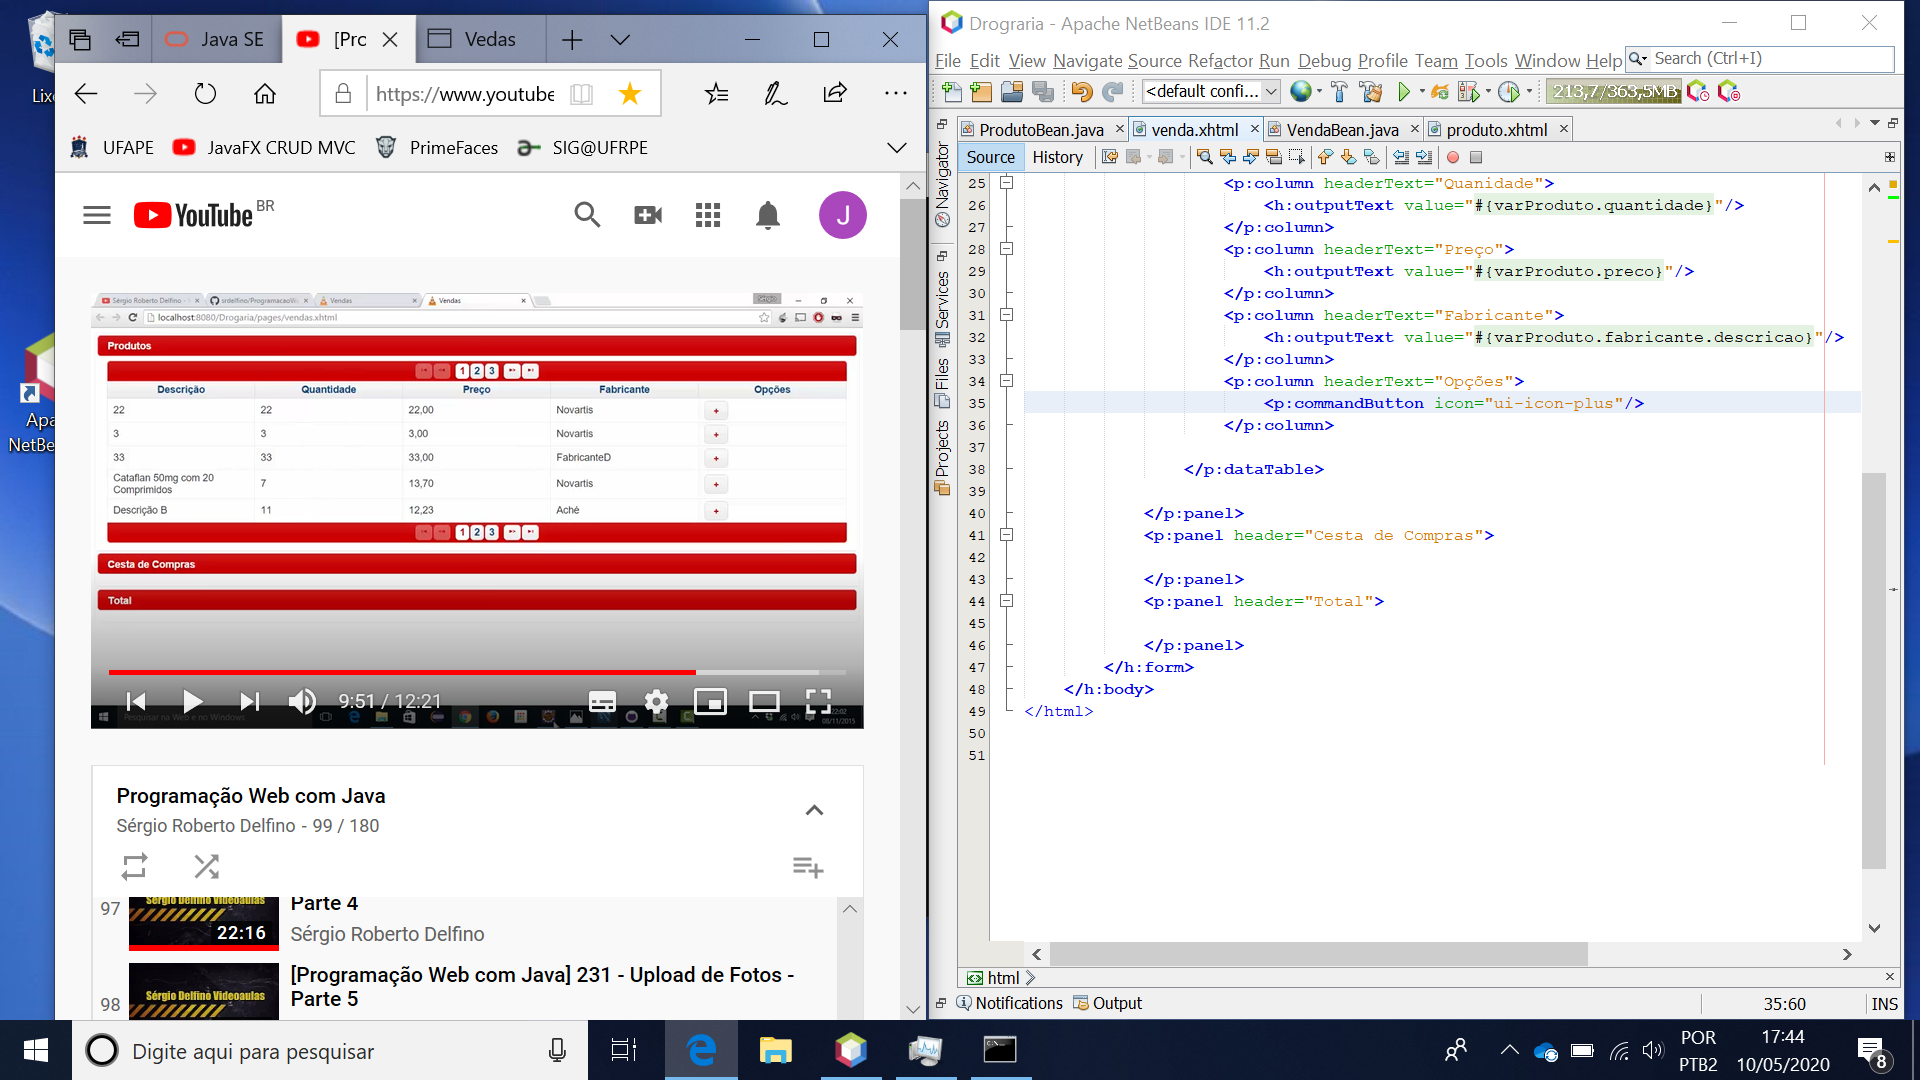 Java SE
[Prc
Vedas
https://www.youtube
UFAPE
JavaFX CRUD MVC
PrimeFaces
SIG@UFRPE
YouTube BR
J
Sérgio Roberto Delfino -
Vendas
Vendas
localhost:8080/Drogaria/pages/vendas.xhtml
Produtos
1 2 3
Descrição Quantidade Preço Fabricante Opções
22 22 22,00 Novartis +
3 3 3,00 Novartis +
33 33 33,00 FabricanteD +
Cataflan 50mg com 20 Comprimidos 7 13,70 Novartis +
Descrição B 11 12,23 Aché +
1 2 3
Cesta de Compras
Total
9:51 / 12:21
Pesquisar na Web e no Windows
22:02
08/11/2015
Programação Web com Java
Sérgio Roberto Delfino - 99 / 180
97
22:16
Parte 4
Sérgio Roberto Delfino
98
Sérgio Delfino Videoaulas
[Programação Web com Java] 231 - Upload de Fotos -
Parte 5
Lix
Apa
NetBe
Drograria - Apache NetBeans IDE 11.2
File Edit View Navigate Source Refactor Run Debug Profile Team Tools Window Help
Search (Ctrl+I)
<default confi...
213,7/363,5MB
ProdutoBean.java
venda.xhtml
VendaBean.java
produto.xhtml
Source
History
Navigator
Services
Files
Projects
25 <p:column headerText="Quanidade">
26 <h:outputText value="#{varProduto.quantidade}"/>
27 </p:column>
28 <p:column headerText="Preço">
29 <h:outputText value="#{varProduto.preco}"/>
30 </p:column>
31 <p:column headerText="Fabricante">
32 <h:outputText value="#{varProduto.fabricante.descricao}"/>
33 </p:column>
34 <p:column headerText="Opções">
35 <p:commandButton icon="ui-icon-plus"/>
36 </p:column>
37
38 </p:dataTable>
39
40 </p:panel>
41 <p:panel header="Cesta de Compras">
42
43 </p:panel>
44 <p:panel header="Total">
45
46 </p:panel>
47 </h:form>
48 </h:body>
49 </html>
50
51
html
Notifications
Output
35:60
INS
Digite aqui para pesquisar
POR
PTB2
17:44
10/05/2020
8